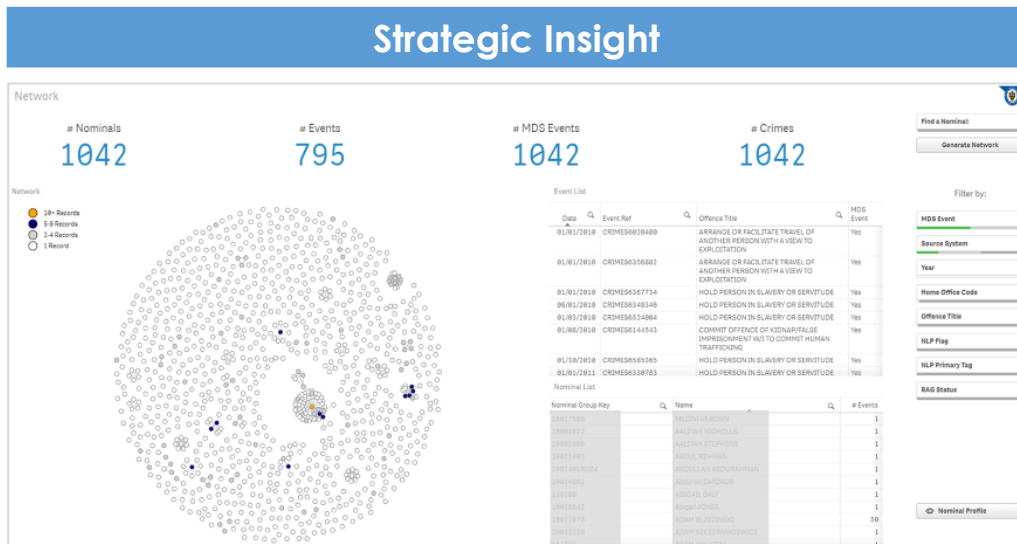 Strategic Insight
Network
# Nominals
1042
# Events
795
# MDS Events
1042
# Crimes
1042
Find a Nominal:
Generate Network
Network
10+ Records
5-9 Records
2-4 Records
1 Record
Event List
Date Event Ref Offence Title MDS Event
01/01/2010 CRIMES6020480 ARRANGE OR FACILITATE TRAVEL OF Yes
ANOTHER PERSON WITH A VIEW TO
EXPLOITATION
01/01/2010 CRIMES6356882 ARRANGE OR FACILITATE TRAVEL OF Yes
ANOTHER PERSON WITH A VIEW TO
EXPLOITATION
01/01/2010 CRIMES6367734 HOLD PERSON IN SLAVERY OR SERVITUDE Yes
06/01/2010 CRIMES6349346 HOLD PERSON IN SLAVERY OR SERVITUDE Yes
01/03/2010 CRIMES6524004 HOLD PERSON IN SLAVERY OR SERVITUDE Yes
01/08/2010 CRIMES6144543 COMMIT OFFENCE OF KIDNAP/FALSE Yes
IMPRISONMENT W/I TO COMMIT HUMAN
TRAFFICKING
01/10/2010 CRIMES6585365 HOLD PERSON IN SLAVERY OR SERVITUDE Yes
01/01/2011 CRIMES6330783 HOLD PERSON IN SLAVERY OR SERVITUDE Yes
Nominal List
Nominal Group Key Name # Events
1
1
1
1
1
1
1
1
50
1
1
Filter by:
MDS Event
Source System
Year
Home Office Code
Offence Title
NLP Flag
NLP Primary Tag
RAG Status
Nominal Profile